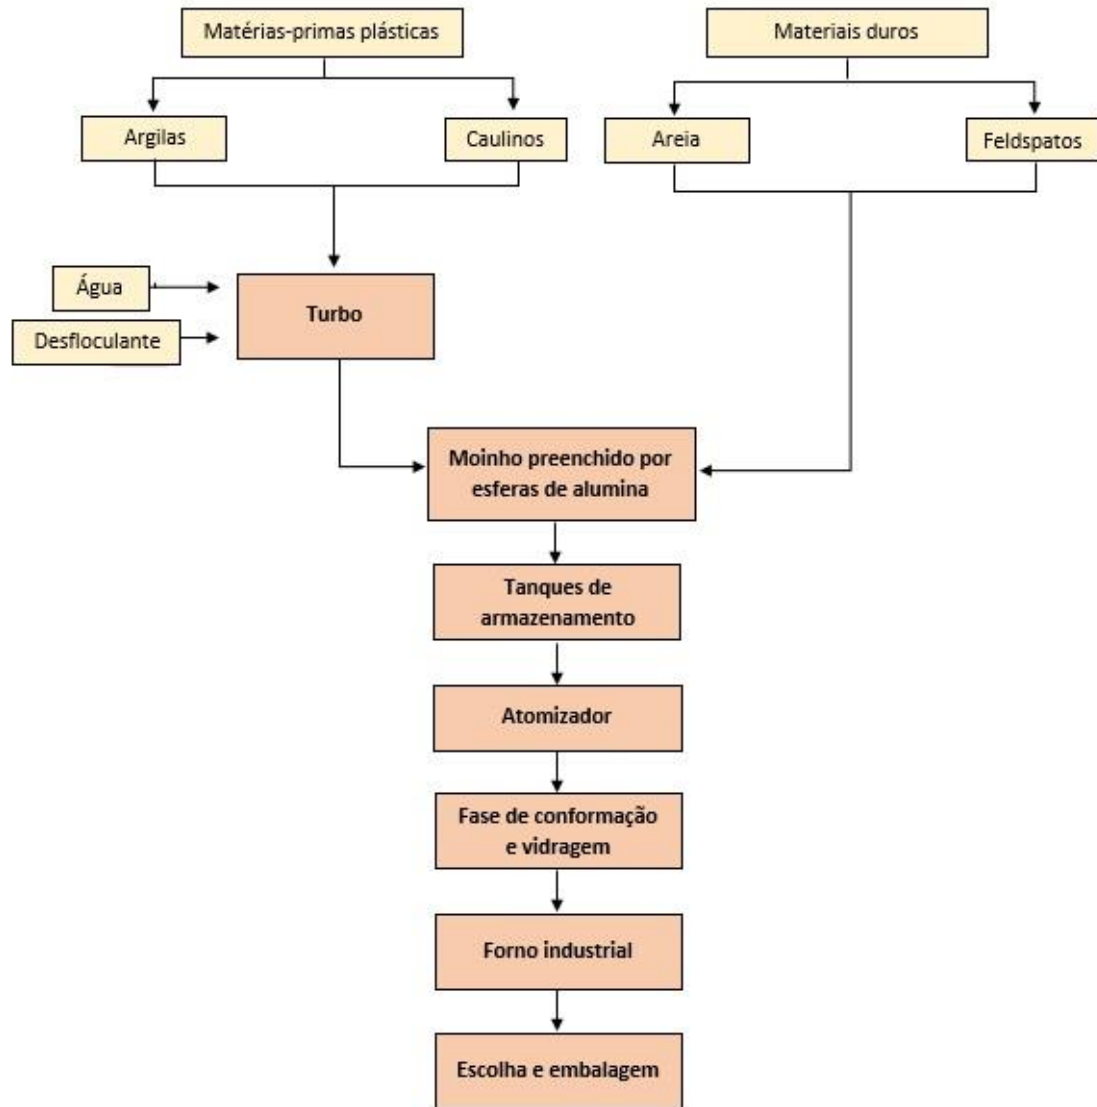 Matérias-primas plásticas
Materiais duros
Argilas
Caulinos
Areia
Feldspatos
Água
Desfloculante
Turbo
Moinho preenchido por
esferas de alumina
Tanques de
armazenamento
Atomizador
Fase de conformação
e vidragem
Forno industrial
Escolha e embalagem